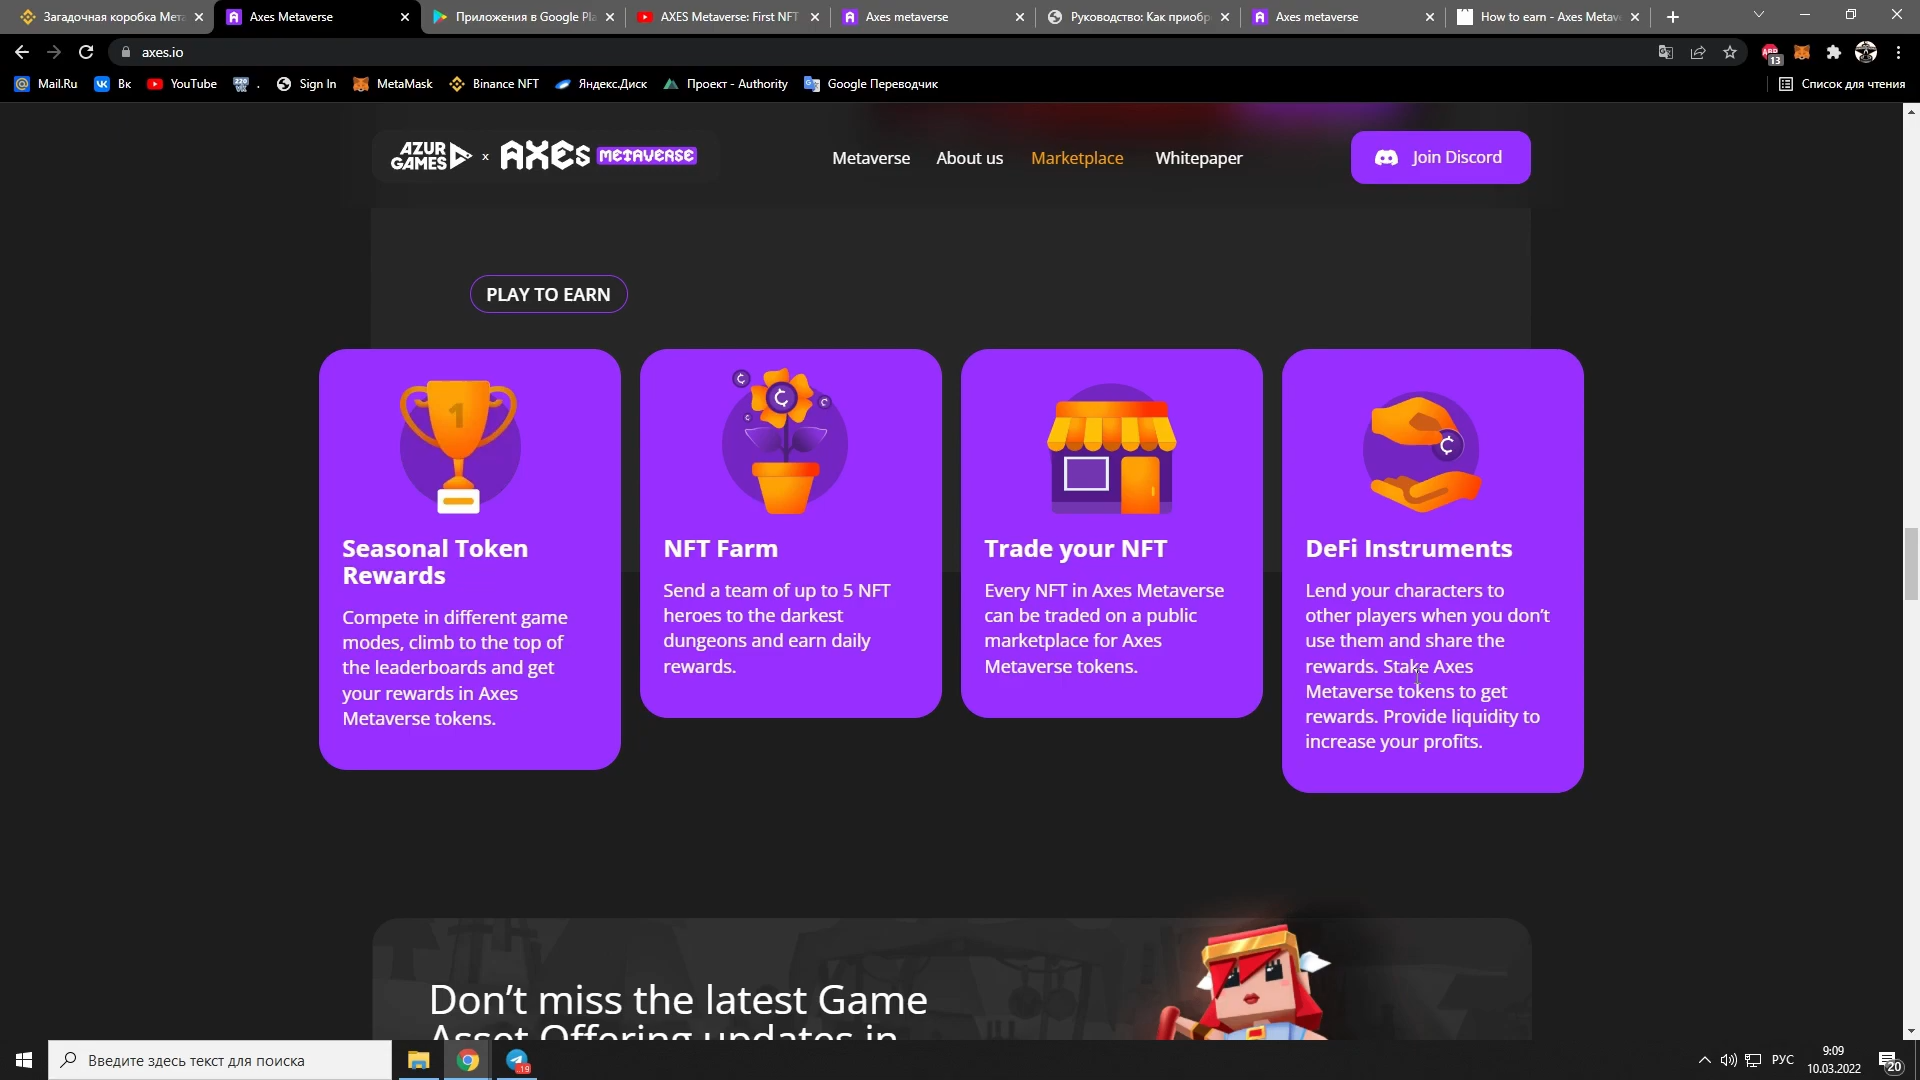 Загадочная коробка Мета
Axes Metaverse
Приложения в Google Pla
AXES Metaverse: First NFT
Axes metaverse
Руководство: Как приобр
Axes metaverse
How to earn - Axes Metav
axes.io
13
Mail.Ru
Вк
YouTube
.
Sign In
MetaMask
Binance NFT
Яндекс.Диск
Проект - Authority
Google Переводчик
Список для чтения
AZUR GAMES x AXES METAVERSE
Metaverse
About us
Marketplace
Whitepaper
Join Discord
PLAY TO EARN
1
Seasonal Token
Rewards
Compete in different game
modes, climb to the top of
the leaderboards and get
your rewards in Axes
Metaverse tokens.
NFT Farm
Send a team of up to 5 NFT
heroes to the darkest
dungeons and earn daily
rewards.
Trade your NFT
Every NFT in Axes Metaverse
can be traded on a public
marketplace for Axes
Metaverse tokens.
DeFi Instruments
Lend your characters to
other players when you don’t
use them and share the
rewards. Stake Axes
Metaverse tokens to get
rewards. Provide liquidity to
increase your profits.
Don’t miss the latest Game
Asset Offering updates in
Введите здесь текст для поиска
19
РУС
9:09
10.03.2022
20